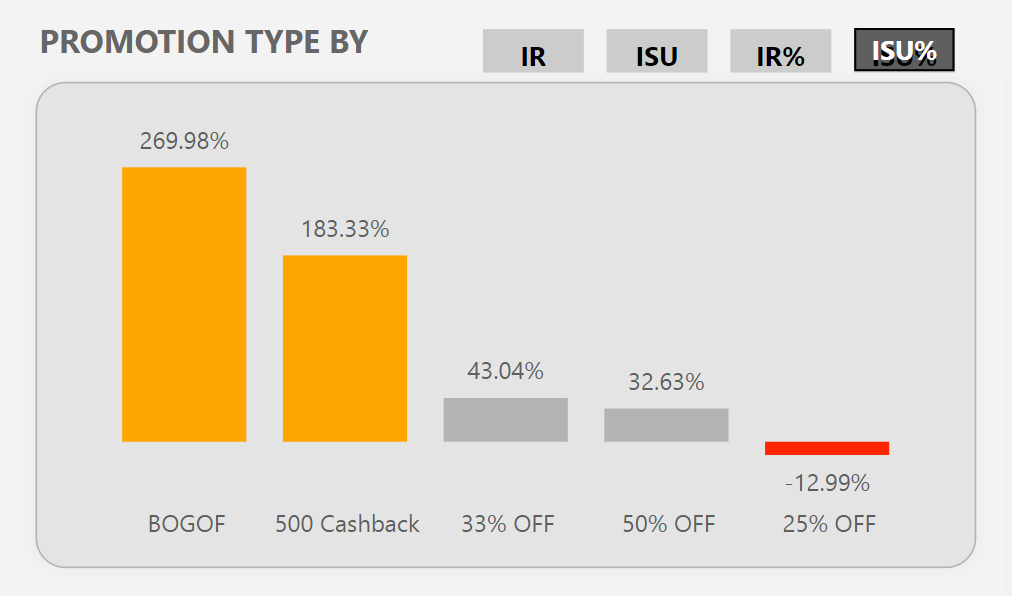 PROMOTION TYPE BY
IR
ISU
IR%
ISU%
269.98%
183.33%
43.04%
32.63%
-12.99%
BOGOF
500 Cashback
33% OFF
50% OFF
25% OFF